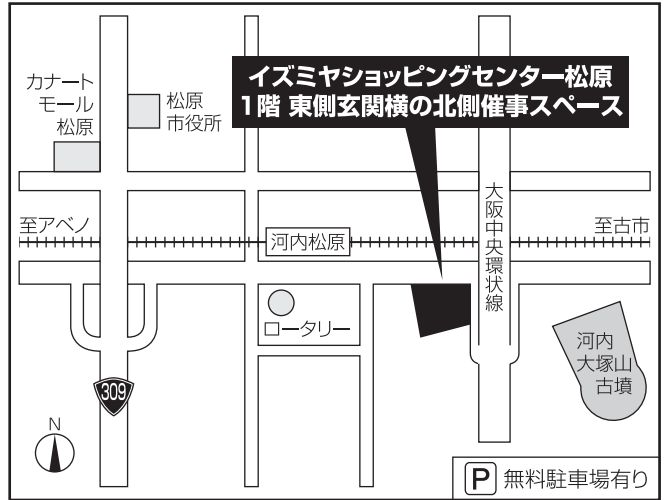 イズミヤショッピングセンター松原
1階 東側玄関横の北側催事スペース
カナート
モール
松原
松原
市役所
至アベノ
河内松原
大阪中央環状線
至古市
ロータリー
河内
大塚山
古墳
309
N
P 無料駐車場有り